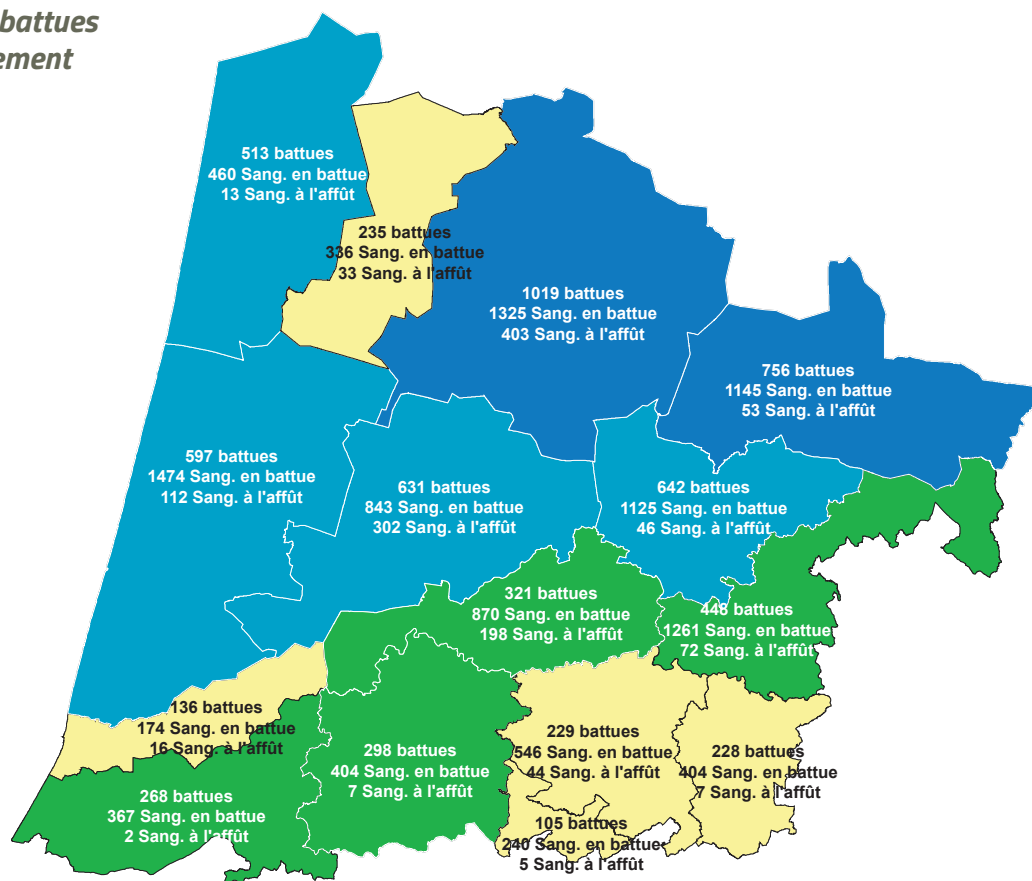 battues
ement
513 battues
460 Sang. en battue
13 Sang. à l'affût
235 battues
336 Sang. en battue
33 Sang. à l'affût
1019 battues
1325 Sang. en battue
403 Sang. à l'affût
756 battues
1145 Sang. en battue
53 Sang. à l'affût
597 battues
1474 Sang. en battue
112 Sang. à l'affût
631 battues
843 Sang. en battue
302 Sang. à l'affût
642 battues
1125 Sang. en battue
46 Sang. à l'affût
321 battues
870 Sang. en battue
198 Sang. à l'affût
448 battues
1261 Sang. en battue
72 Sang. à l'affût
136 battues
174 Sang. en battue
16 Sang. à l'affût
298 battues
404 Sang. en battue
7 Sang. à l'affût
229 battues
546 Sang. en battue
44 Sang. à l'affût
228 battues
404 Sang. en battue
7 Sang. à l'affût
268 battues
367 Sang. en battue
2 Sang. à l'affût
105 battues
240 Sang. en battue
5 Sang. à l'affût